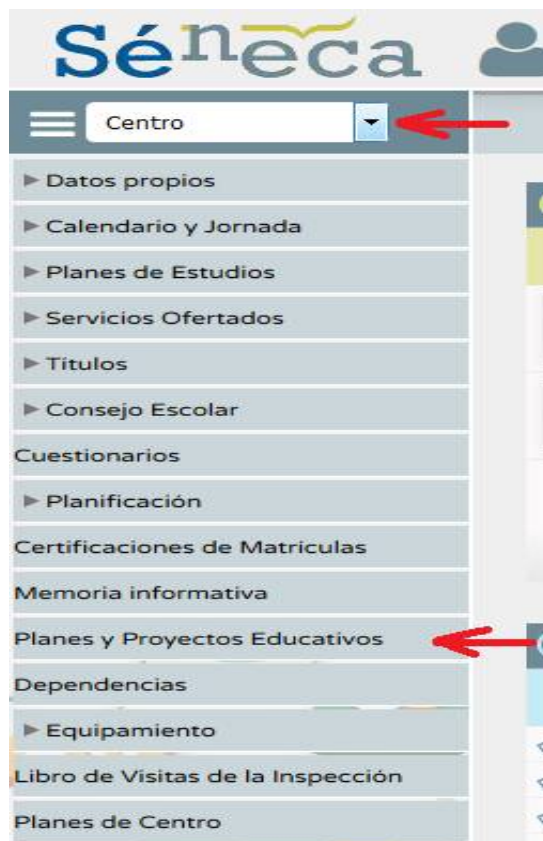 Séneca
Centro
Datos propios
Calendario y Jornada
Planes de Estudios
Servicios Ofertados
Títulos
Consejo Escolar
Cuestionarios
Planificación
Certificaciones de Matrículas
Memoria informativa
Planes y Proyectos Educativos
Dependencias
Equipamiento
Libro de Visitas de la Inspección
Planes de Centro